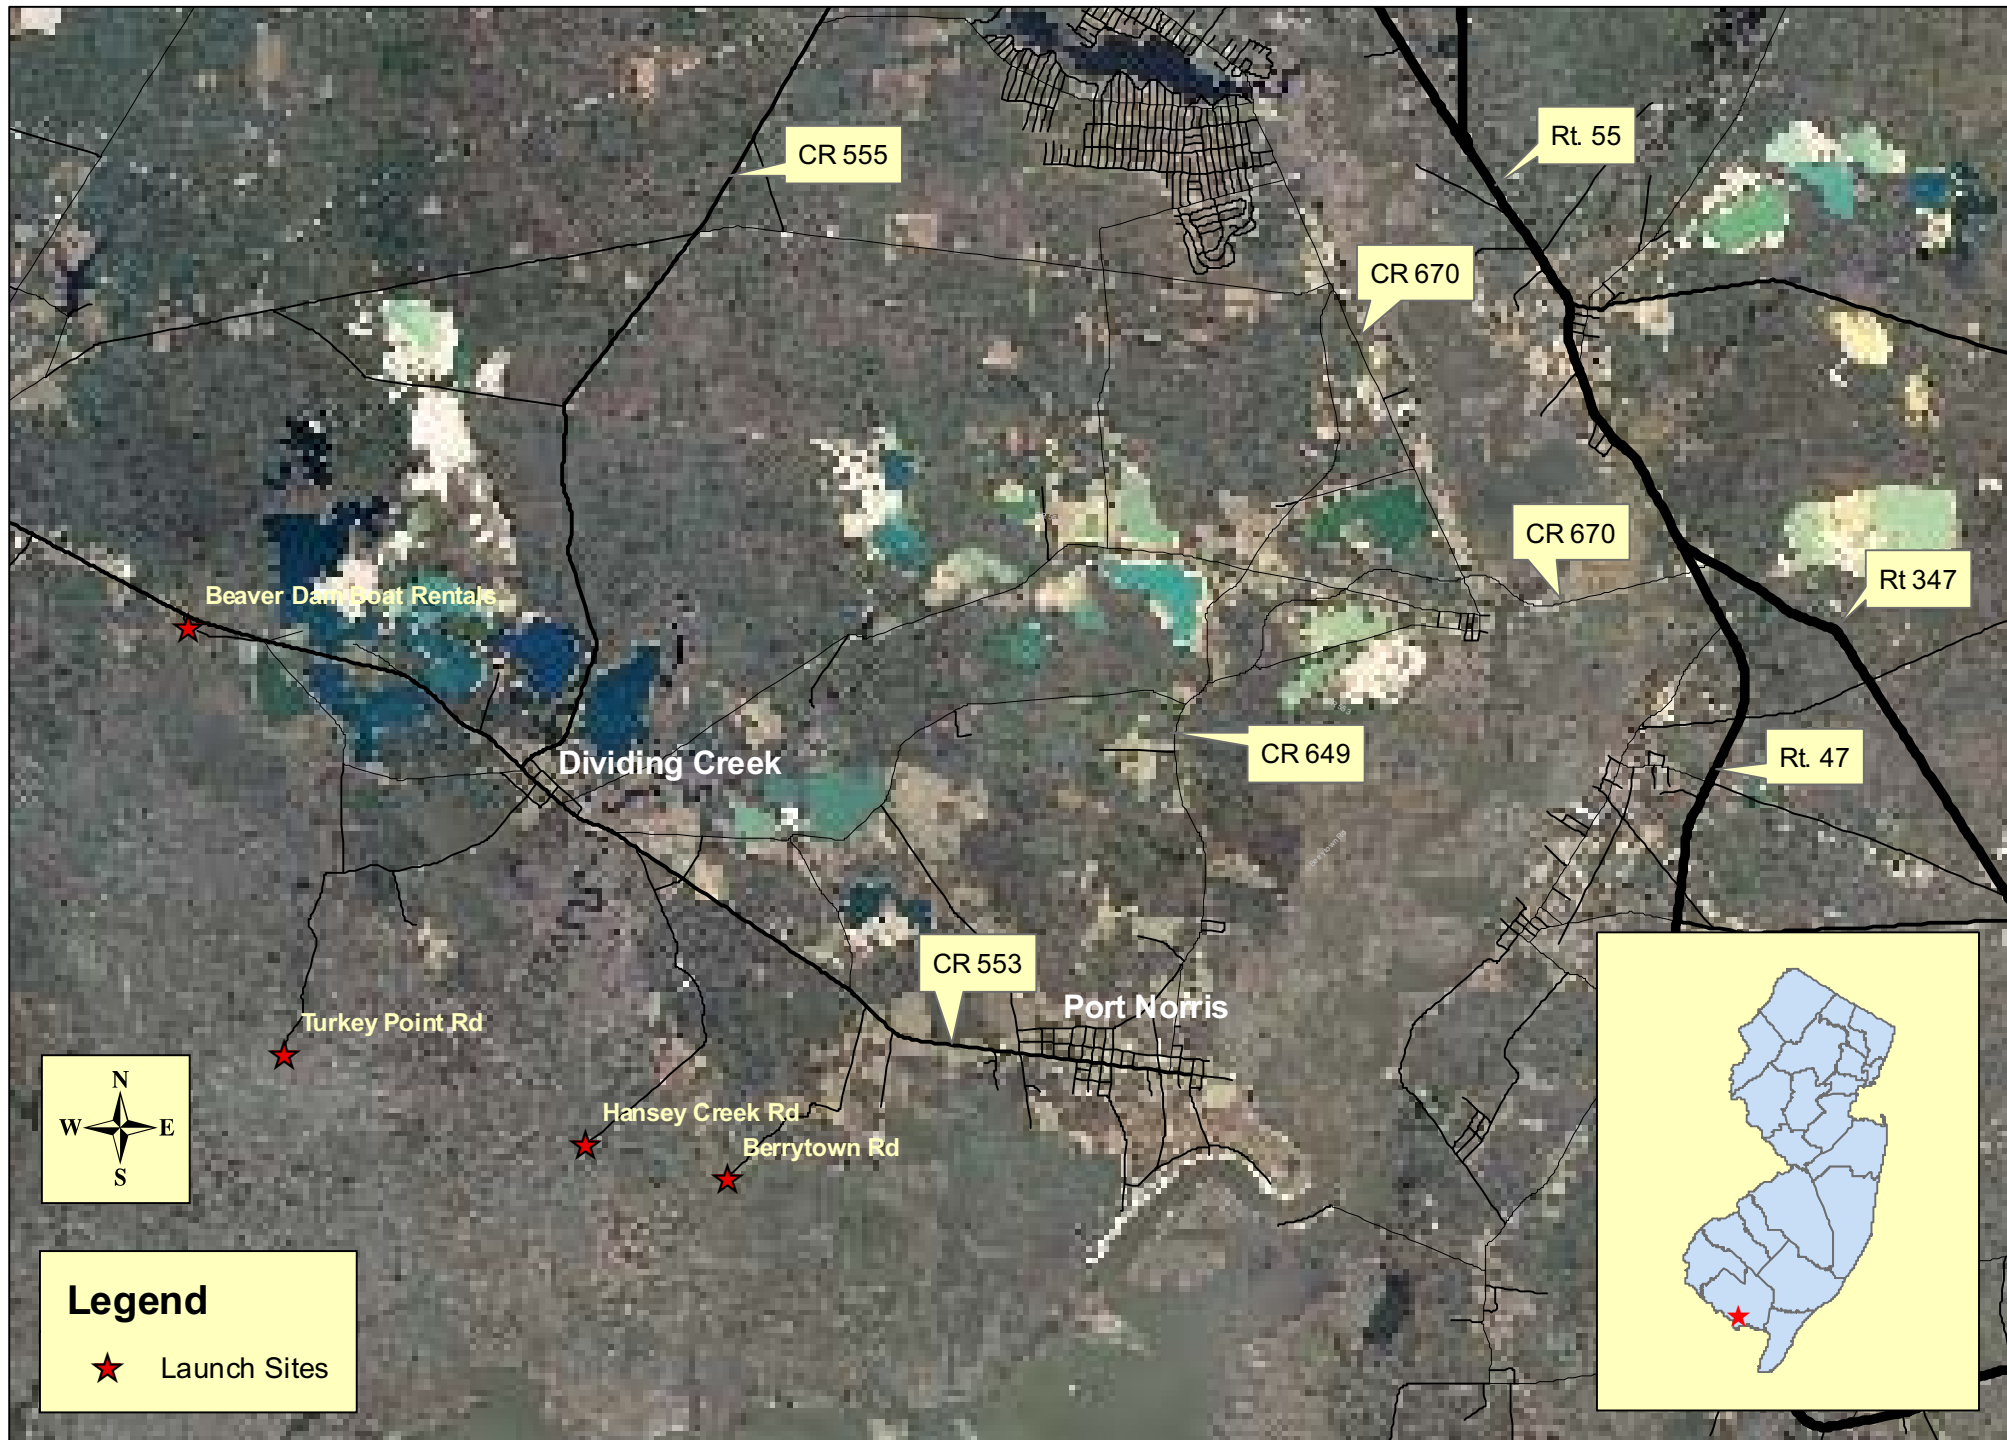 CR 555
Rt. 55
CR 670
CR 670
Rt 347
Beaver Dam Boat Rentals
Dividing Creek
CR 649
Rt. 47
CR 553
Port Norris
Turkey Point Rd
Hansey Creek Rd
Berrytown Rd
N
W
E
S
Legend
Launch Sites